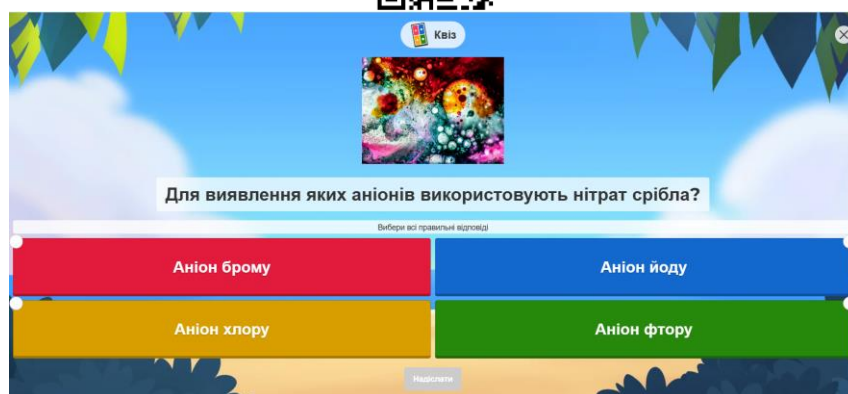 Квіз
Для виявлення яких аніонів використовують нітрат срібла?
Вибери всі правильні відповіді
Аніон брому
Аніон йоду
Аніон хлору
Аніон фтору
Надіслати